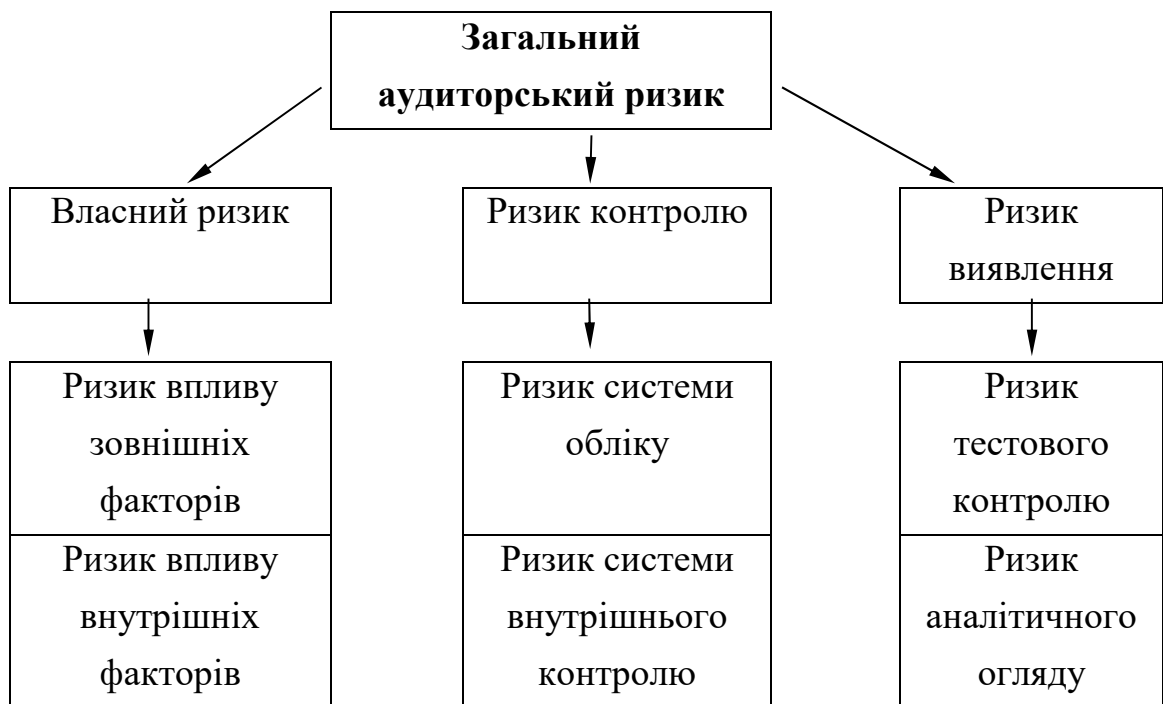 Загальний
аудиторський ризик
Власний ризик
Ризик контролю
Ризик
виявлення
Ризик впливу
зовнішніх
факторів
Ризик системи
обліку
Ризик
тестового
контролю
Ризик впливу
внутрішніх
факторів
Ризик системи
внутрішнього
контролю
Ризик
аналітичного
огляду